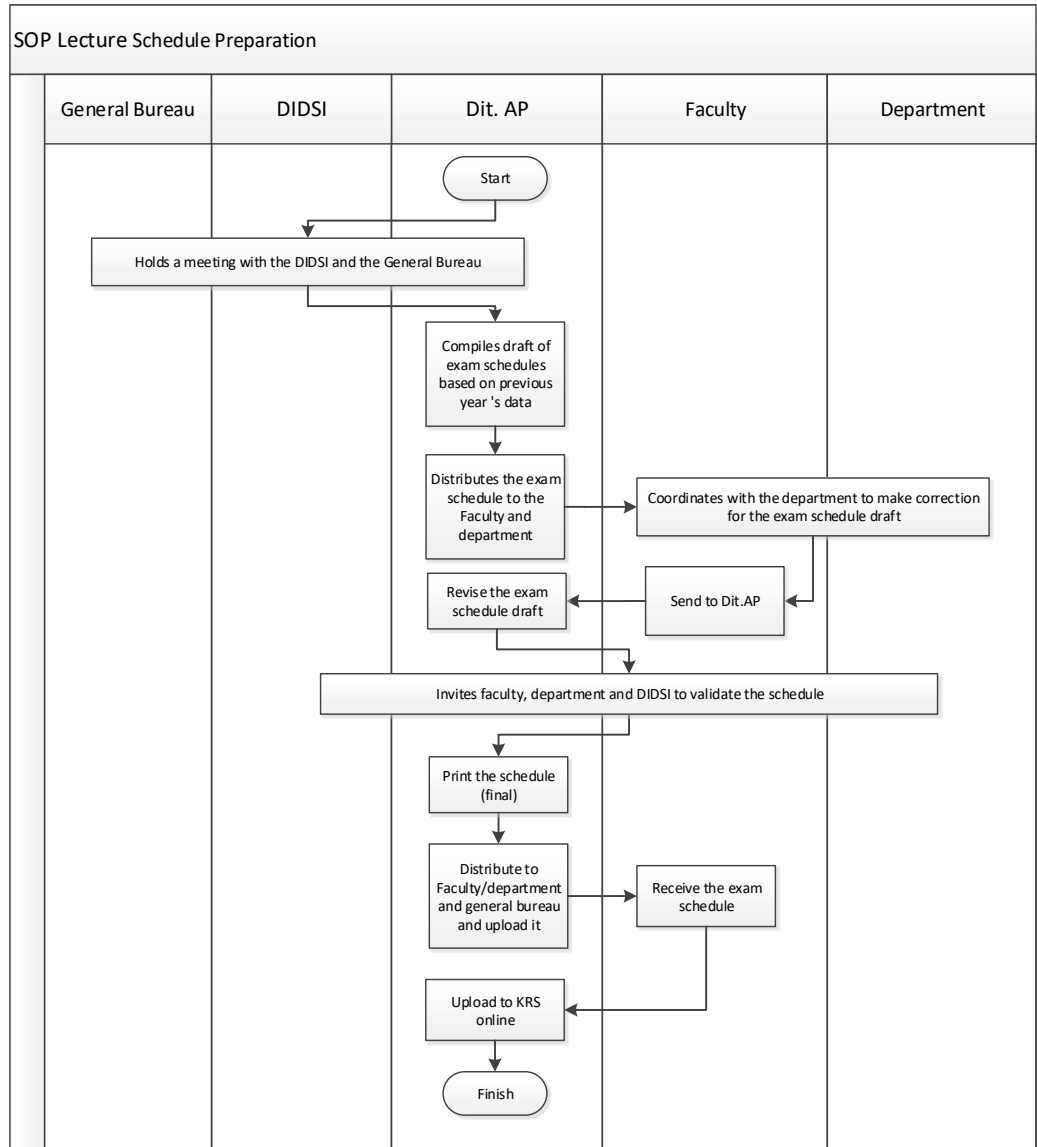 SOP Lecture Schedule Preparation
General Bureau
DIDSI
Dit. AP
Faculty
Department
Start
Holds a meeting with the DIDSI and the General Bureau
Compiles draft of
exam schedules
based on previous
year 's data
Distributes the exam
schedule to the
Faculty and
department
Coordinates with the department to make correction
for the exam schedule draft
Revise the exam
schedule draft
Send to Dit.AP
Invites faculty, department and DIDSI to validate the schedule
Print the schedule
(final)
Distribute to
Faculty/department
and general bureau
and upload it
Receive the exam
schedule
Upload to KRS
online
Finish